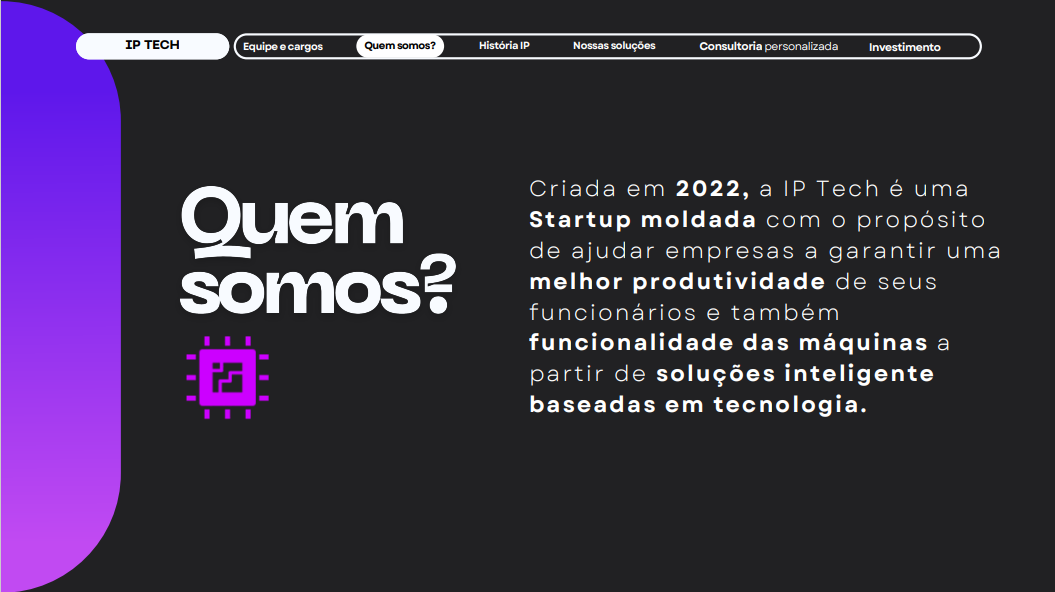 IP TECH
Equipe e cargos
Quem somos?
História IP
Nossas soluções
Consultoria personalizada
Investimento
Quem
somos?
Criada em 2022, a IP Tech é uma
Startup moldada com o propósito
de ajudar empresas a garantir uma
melhor produtividade de seus
funcionários e também
funcionalidade das máquinas a
partir de soluções inteligente
baseadas em tecnologia.